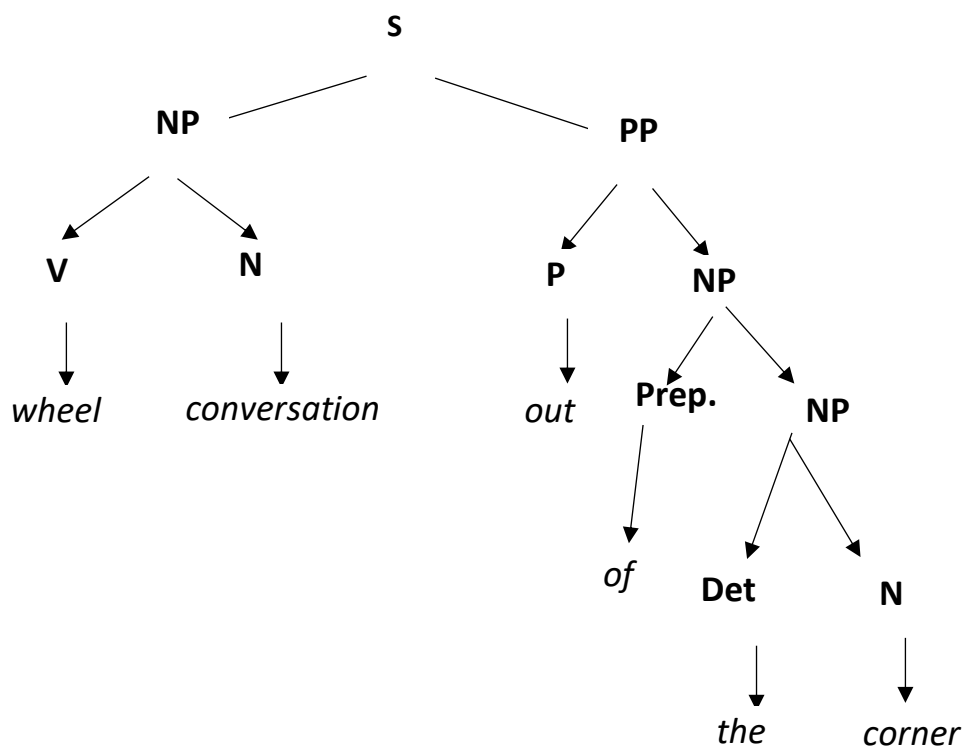 S
NP PP
V N P NP
wheel conversation out Prep. NP
of Det N
the corner